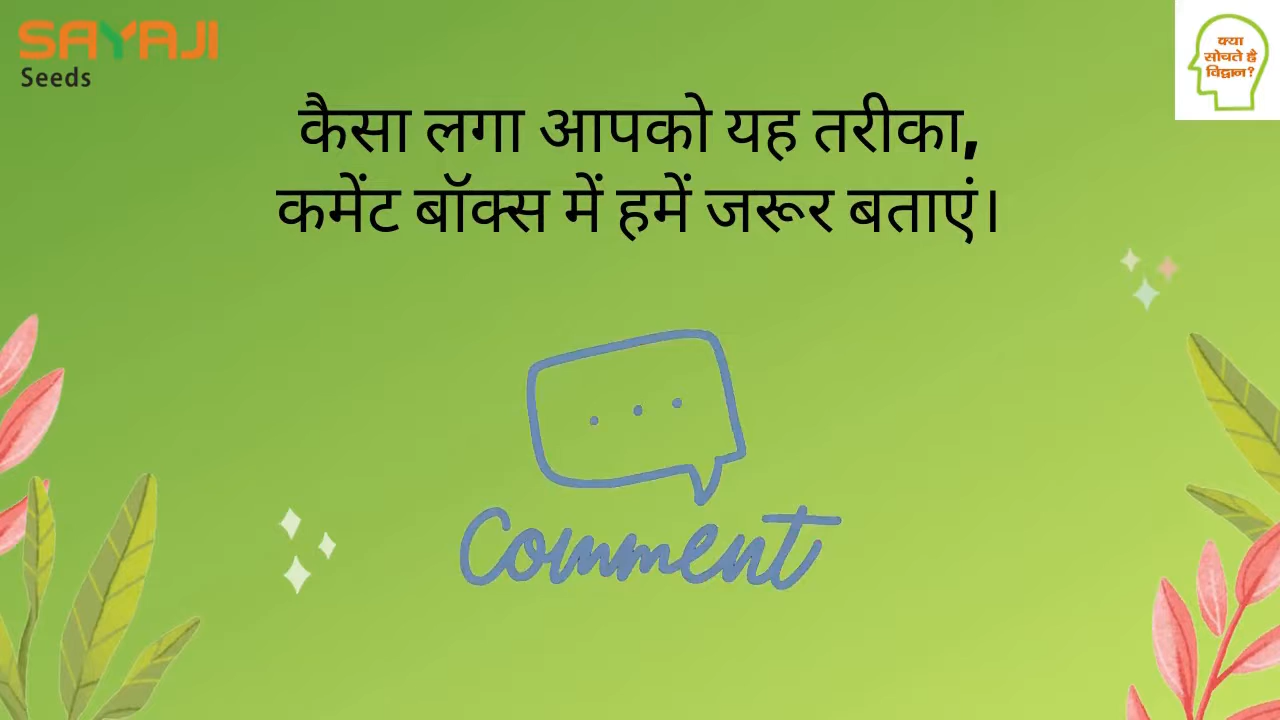 SAYAJI
Seeds
क्या
सोचते है
विद्वान?
कैसा लगा आपको यह तरीका,
कमेंट बॉक्स में हमें जरूर बताएं।
Comment